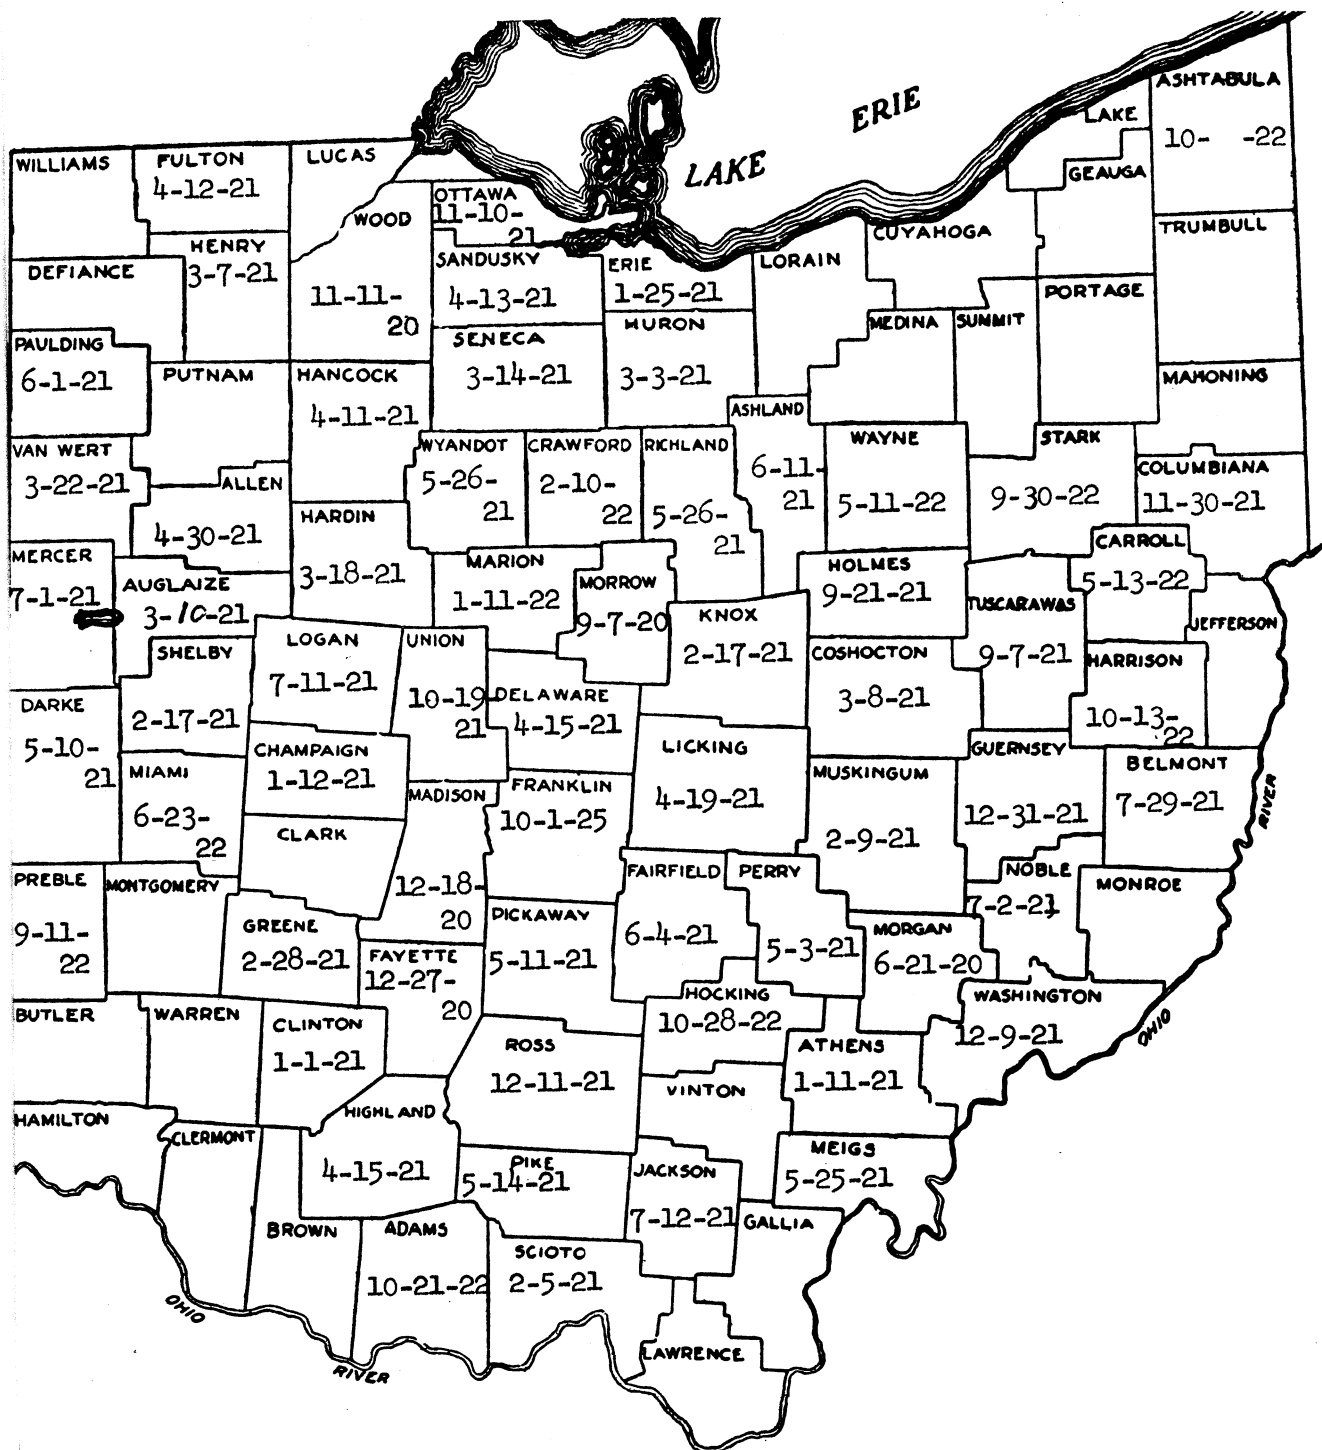 ERIE
LAKE
ASHTABULA
10-    -22
LAKE
GEAUGA
WILLIAMS
FULTON
4-12-21
LUCAS
WOOD
11-11-
20
OTTAWA
11-10-
21
CUYAHOGA
TRUMBULL
DEFIANCE
HENRY
3-7-21
SANDUSKY
4-13-21
ERIE
1-25-21
LORAIN
PORTAGE
PAULDING
6-1-21
PUTNAM
HANCOCK
4-11-21
SENECA
3-14-21
HURON
3-3-21
MEDINA
SUMMIT
MAHONING
ASHLAND
6-11-
21
VAN WERT
3-22-21
ALLEN
4-30-21
WYANDOT
5-26-
21
CRAWFORD
2-10-
22
RICHLAND
5-26-
21
WAYNE
5-11-22
STARK
9-30-22
COLUMBIANA
11-30-21
HARDIN
3-18-21
MERCER
7-1-21
AUGLAIZE
3-10-21
MARION
1-11-22
MORROW
9-7-20
HOLMES
9-21-21
CARROLL
5-13-22
TUSCARAWAS
9-7-21
JEFFERSON
KNOX
2-17-21
SHELBY
2-17-21
LOGAN
7-11-21
UNION
10-19
21
DELAWARE
4-15-21
COSHOCTON
3-8-21
HARRISON
10-13-
22
DARKE
5-10-
21
MIAMI
6-23-
22
CHAMPAIGN
1-12-21
LICKING
4-19-21
MUSKINGUM
2-9-21
GUERNSEY
12-31-21
BELMONT
7-29-21
RIVER
MADISON
12-18-
20
FRANKLIN
10-1-25
CLARK
PREBLE
9-11-
22
MONTGOMERY
FAIRFIELD
6-4-21
PERRY
5-3-21
NOBLE
7-2-21
MONROE
GREENE
2-28-21
PICKAWAY
5-11-21
MORGAN
6-21-20
FAYETTE
12-27-
20
HOCKING
10-28-22
WASHINGTON
12-9-21
BUTLER
WARREN
CLINTON
1-1-21
ROSS
12-11-21
ATHENS
1-11-21
OHIO
VINTON
HAMILTON
CLERMONT
HIGHLAND
4-15-21
PIKE
5-14-21
JACKSON
7-12-21
MEIGS
5-25-21
BROWN
ADAMS
10-21-22
SCIOTO
2-5-21
GALLIA
OHIO
RIVER
LAWRENCE